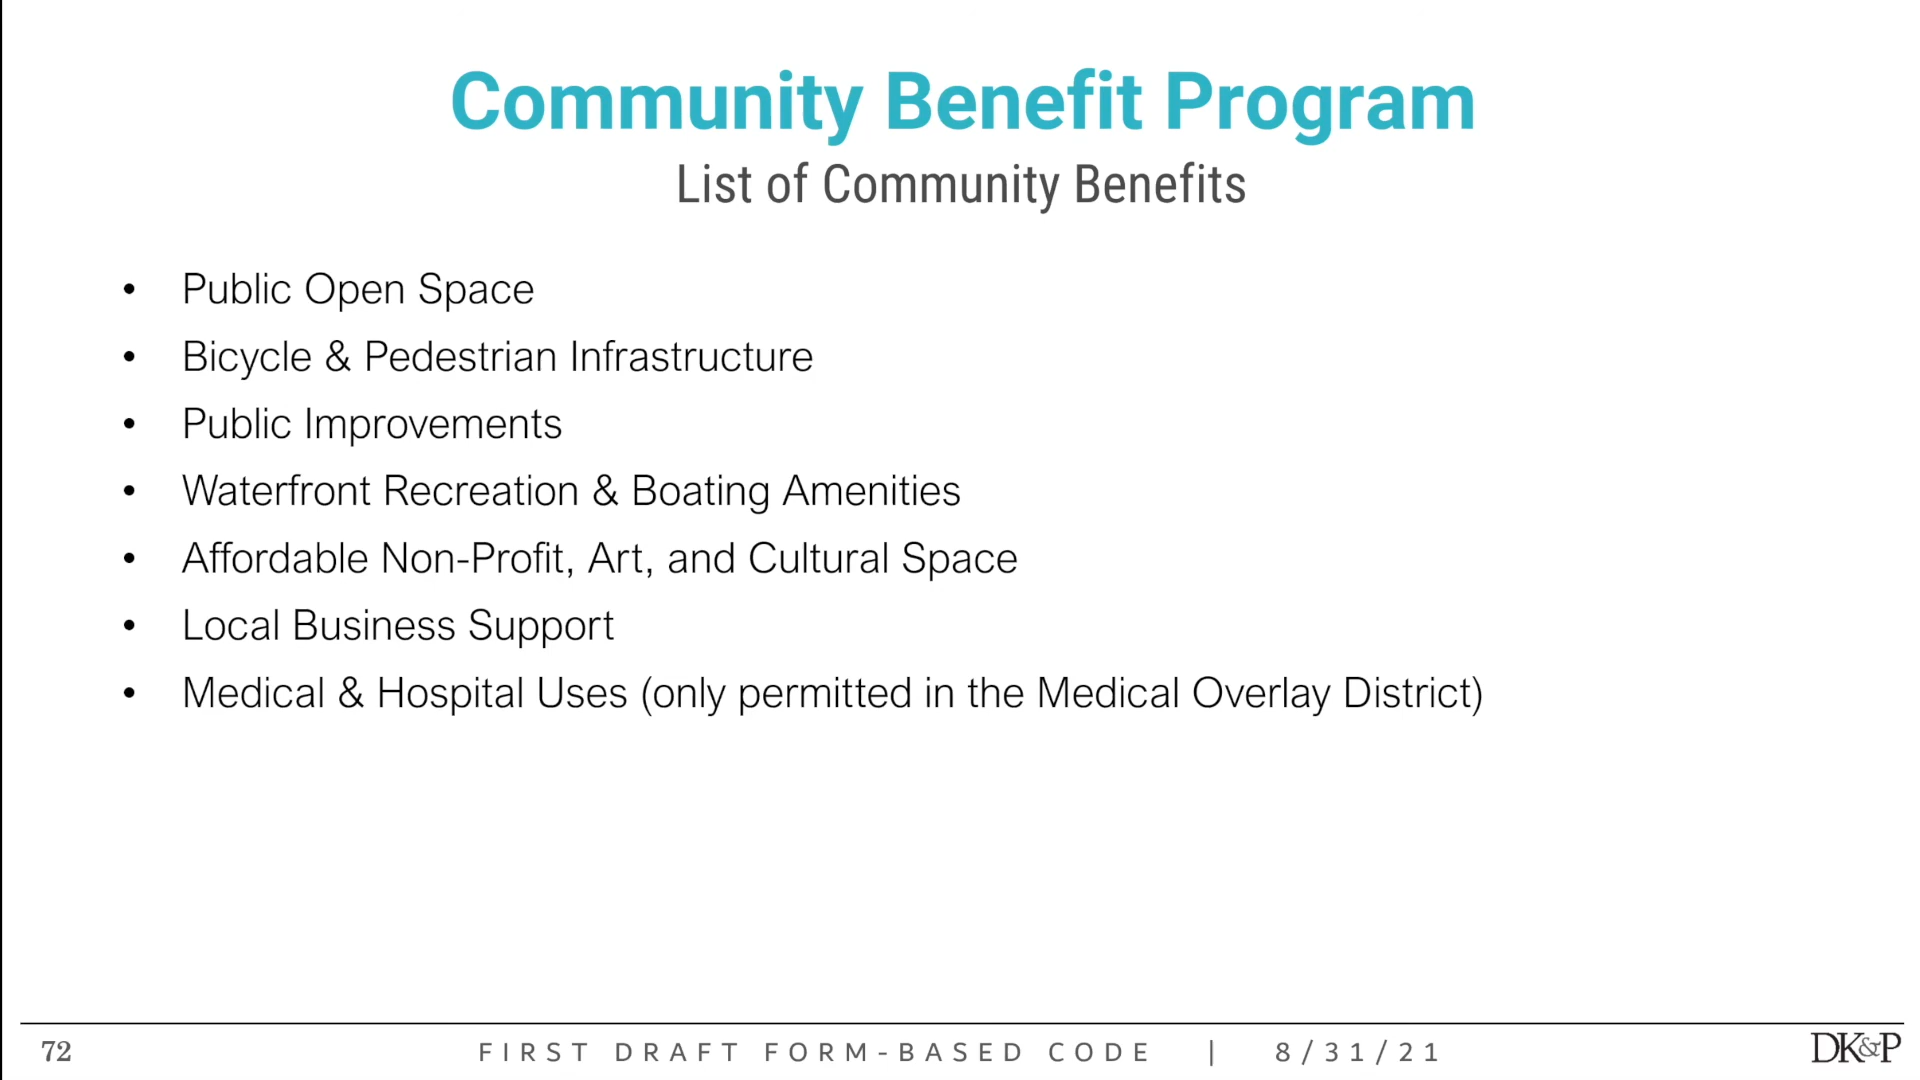 Community Benefit Program
List of Community Benefits
• Public Open Space
• Bicycle & Pedestrian Infrastructure
• Public Improvements
• Waterfront Recreation & Boating Amenities
• Affordable Non-Profit, Art, and Cultural Space
• Local Business Support
• Medical & Hospital Uses (only permitted in the Medical Overlay District)
72 FIRST DRAFT FORM-BASED CODE | 8/31/21 DK&P